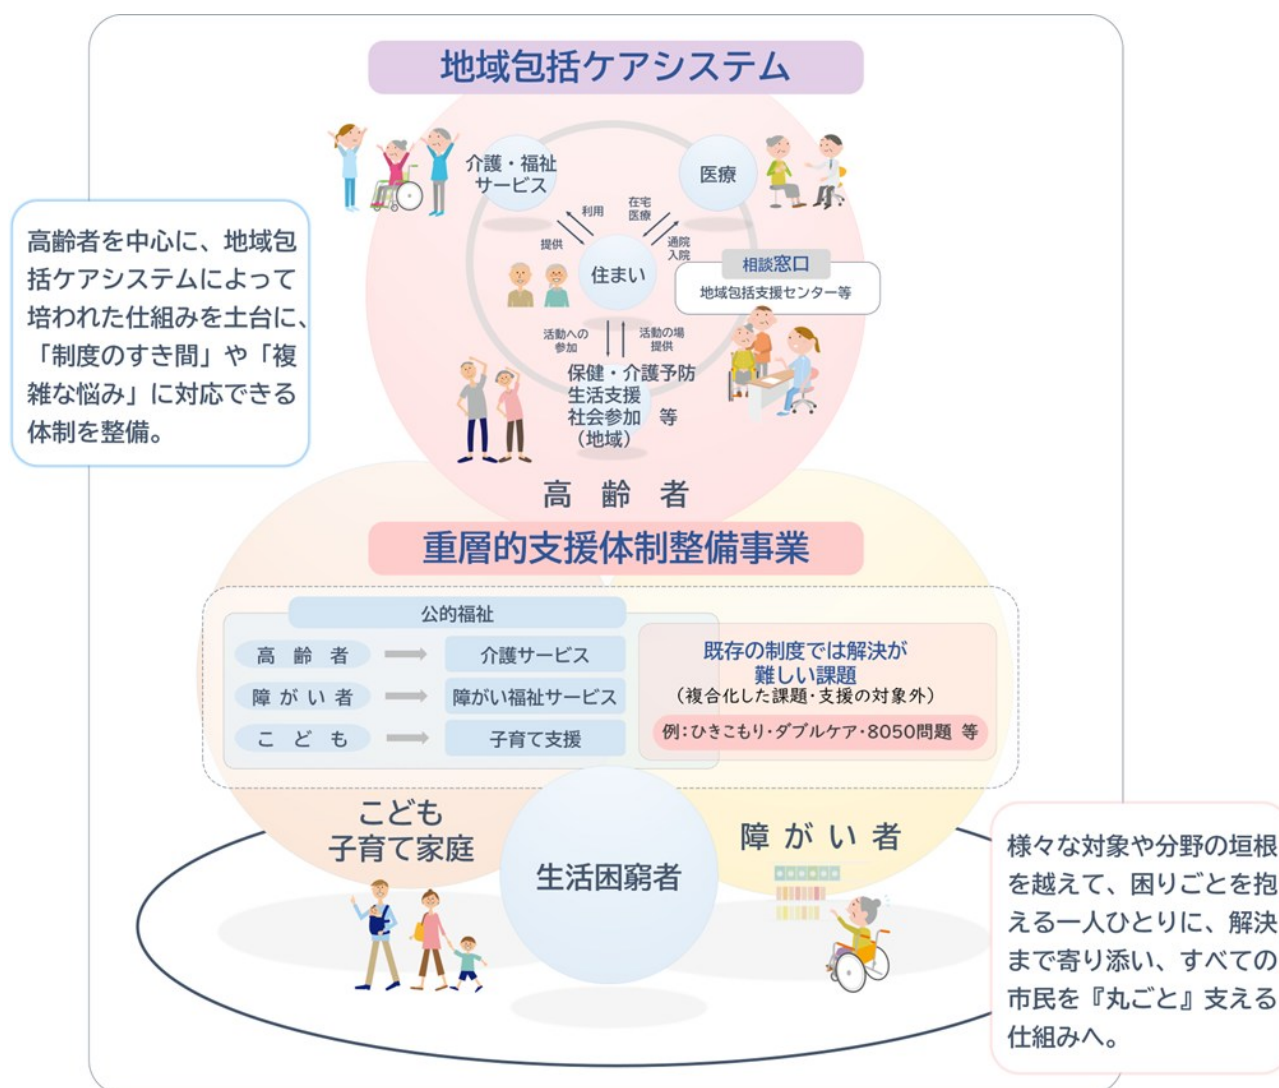 地域包括ケアシステム
介護・福祉
サービス
医療
利用
提供
在宅
医療
通院
入院
住まい
相談窓口
地域包括支援センター等
活動への
参加
活動の場
提供
保健・介護予防
生活支援
社会参加 等
(地域)
高齢者
高齢者を中心に、地域包
括ケアシステムによって
培われた仕組みを土台に、
「制度のすき間」や「複
雑な悩み」に対応できる
体制を整備。
重層的支援体制整備事業
公的福祉
高齢者
介護サービス
障がい者
障がい福祉サービス
こども
子育て支援
既存の制度では解決が
難しい課題
(複合化した課題・支援の対象外)
例:ひきこもり・ダブルケア・8050問題 等
こども
子育て家庭
生活困窮者
障がい者
様々な対象や分野の垣根
を越えて、困りごとを抱
える一人ひとりに、解決
まで寄り添い、すべての
市民を『丸ごと』支える
仕組みへ。